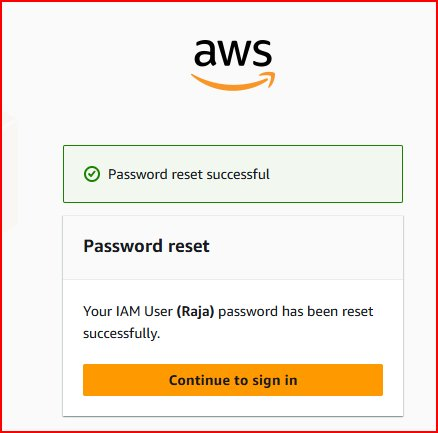 aws
Password reset successful
Password reset
Your IAM User (Raja) password has been reset
successfully.
Continue to sign in